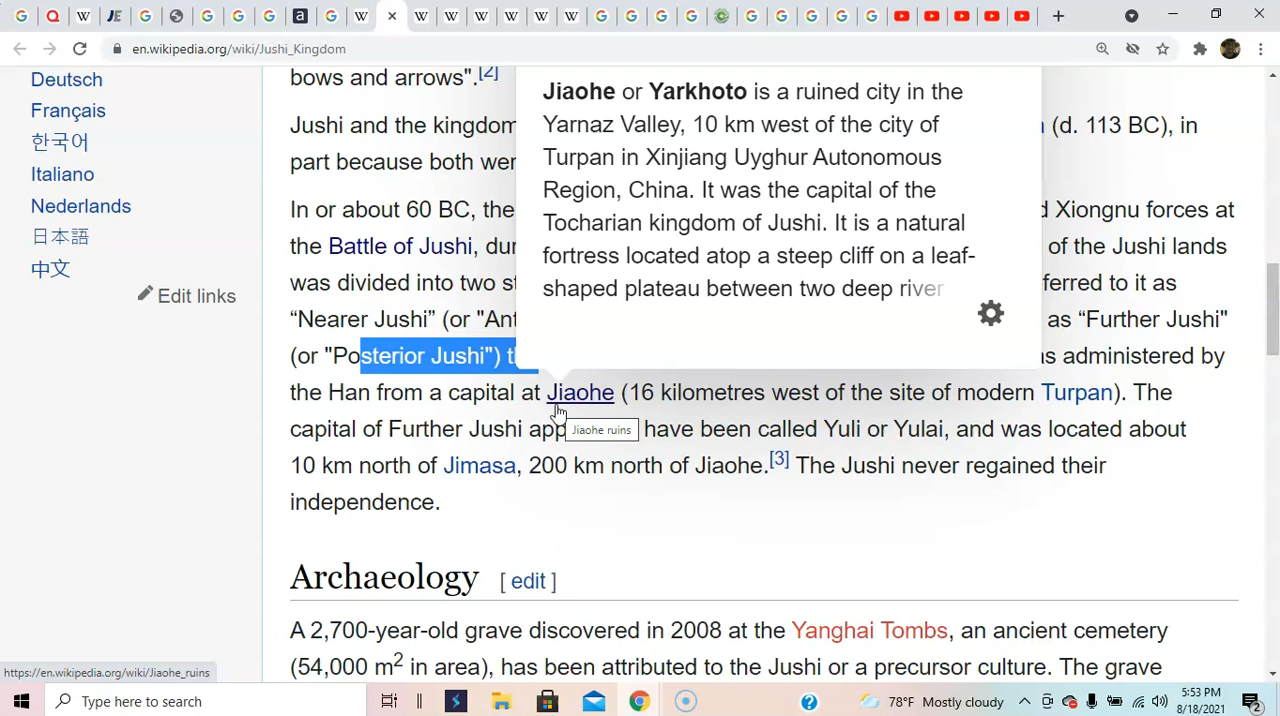 en.wikipedia.org/wiki/Jushi_Kingdom
Deutsch
Français
한국어
Italiano
Nederlands
日本語
中文
Edit links
bows and arrows".[2]
Jushi and the kingdom
(d. 113 BC), in
part because both wer
In or about 60 BC, the
d Xiongnu forces at
the Battle of Jushi, dur
of the Jushi lands
was divided into two st
ferred to it as
“Nearer Jushi” (or "Ant
as “Further Jushi"
(or "Posterior Jushi") th
s administered by
the Han from a capital at Jiaohe (16 kilometres west of the site of modern Turpan). The
capital of Further Jushi app have been called Yuli or Yulai, and was located about
10 km north of Jimasa, 200 km north of Jiaohe.[3] The Jushi never regained their
independence.
Jiaohe or Yarkhoto is a ruined city in the
Yarnaz Valley, 10 km west of the city of
Turpan in Xinjiang Uyghur Autonomous
Region, China. It was the capital of the
Tocharian kingdom of Jushi. It is a natural
fortress located atop a steep cliff on a leaf-
shaped plateau between two deep river
Jiaohe ruins
Archaeology [ edit ]
A 2,700-year-old grave discovered in 2008 at the Yanghai Tombs, an ancient cemetery
(54,000 m2 in area), has been attributed to the Jushi or a precursor culture. The grave
https://en.wikipedia.org/wiki/Jiaohe_ruins
Type here to search
78°F Mostly cloudy
5:53 PM
8/18/2021
2